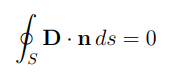 ∮_S 𝐃 · 𝐧 ds = 0